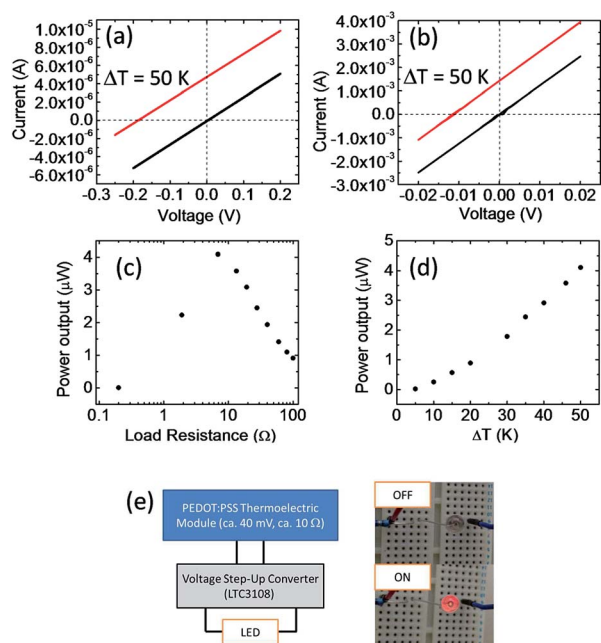 (a)
ΔT = 50 K
1.0x10⁻⁵
8.0x10⁻⁶
6.0x10⁻⁶
4.0x10⁻⁶
2.0x10⁻⁶
0.0
-2.0x10⁻⁶
-4.0x10⁻⁶
-6.0x10⁻⁶
Current (A)
-0.3 -0.2 -0.1 0.0 0.1 0.2
Voltage (V)
(b)
ΔT = 50 K
4.0x10⁻³
3.0x10⁻³
2.0x10⁻³
1.0x10⁻³
0.0
-1.0x10⁻³
-2.0x10⁻³
-3.0x10⁻³
Current (A)
-0.02 -0.01 0.00 0.01 0.02
Voltage (V)
(c)
4
3
2
1
0
Power output (μW)
0.1 1 10 100
Load Resistance (Ω)
(d)
5
4
3
2
1
0
Power output (μW)
0 10 20 30 40 50
ΔT (K)
(e)
PEDOT:PSS Thermoelectric
Module (ca. 40 mV, ca. 10 Ω)
Voltage Step-Up Converter
(LTC3108)
LED
OFF
ON